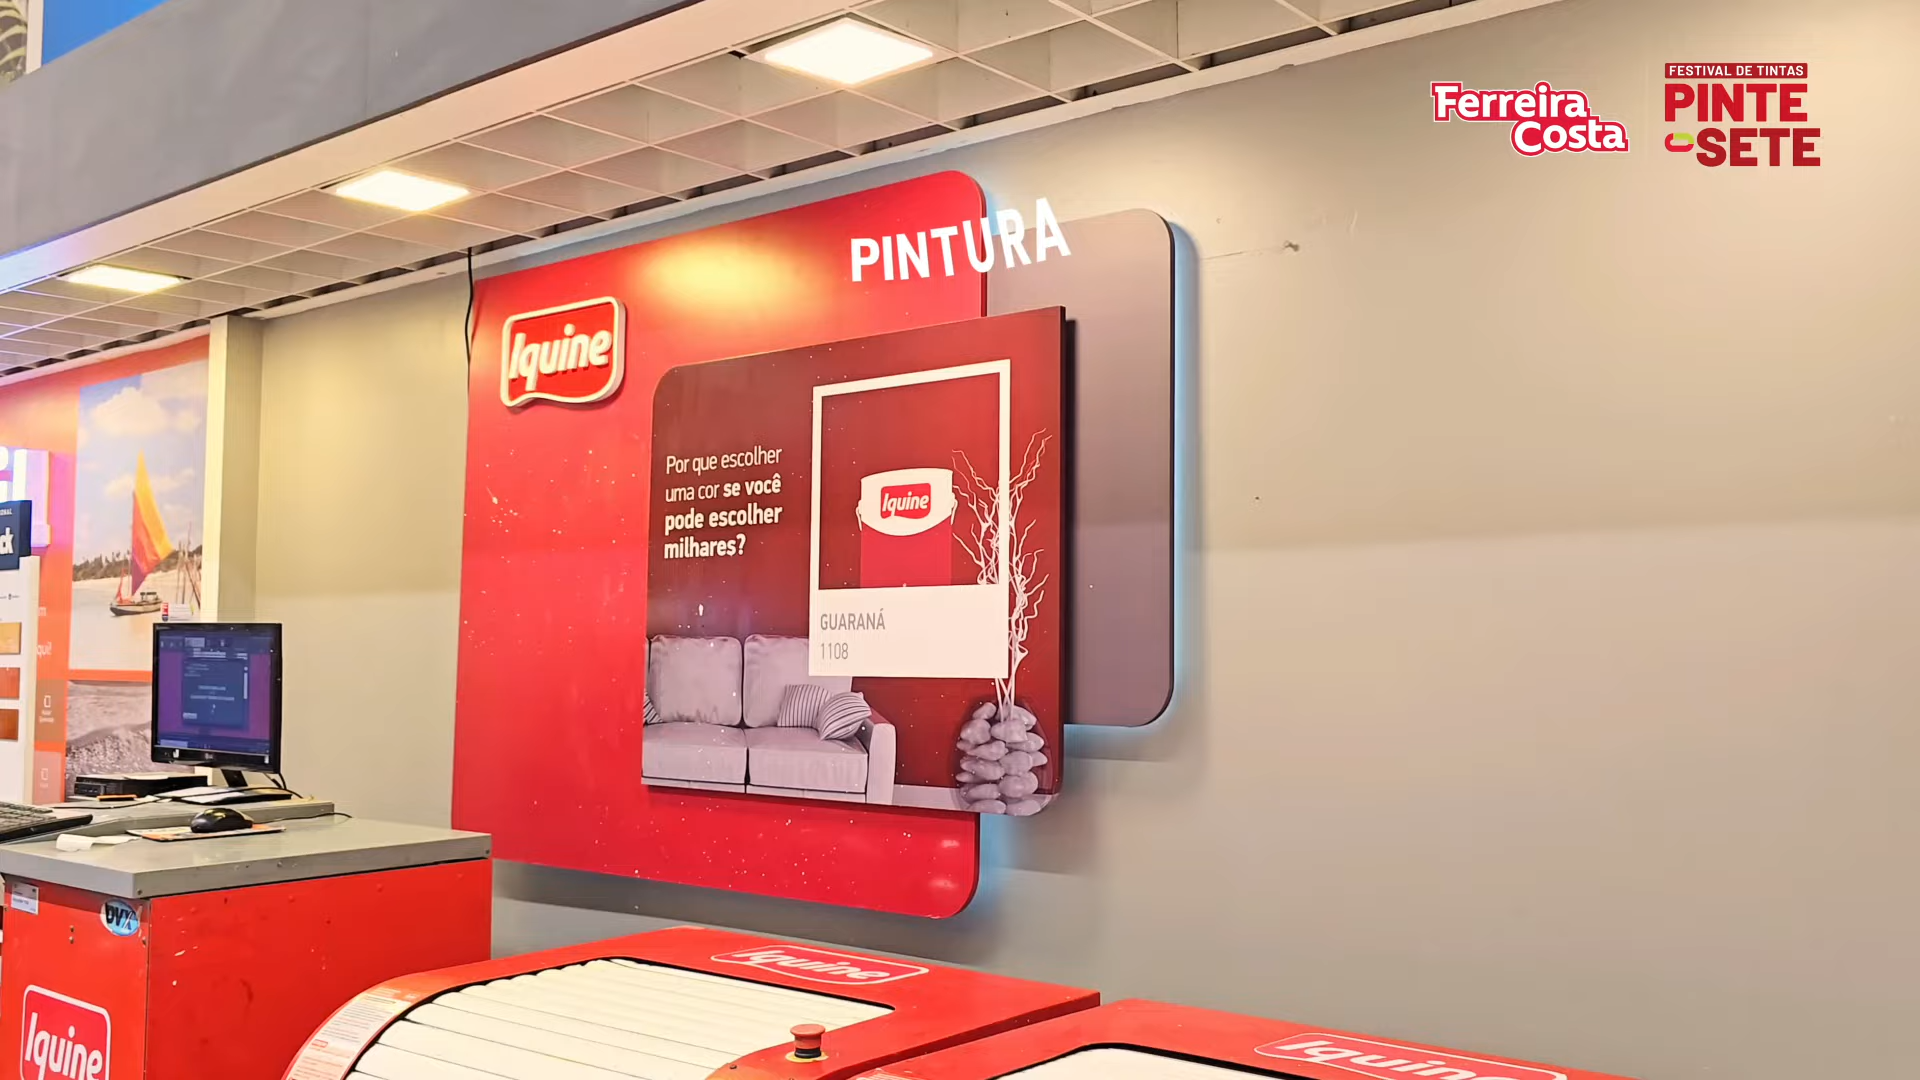 Ferreira
Costa
FESTIVAL DE TINTAS
PINTE
SETE
PINTURA
Iquine
Por que escolher
uma cor se você
pode escolher
milhares?
Iquine
GUARANÁ
1108
DVX
Iquine
Iquine
Iquine